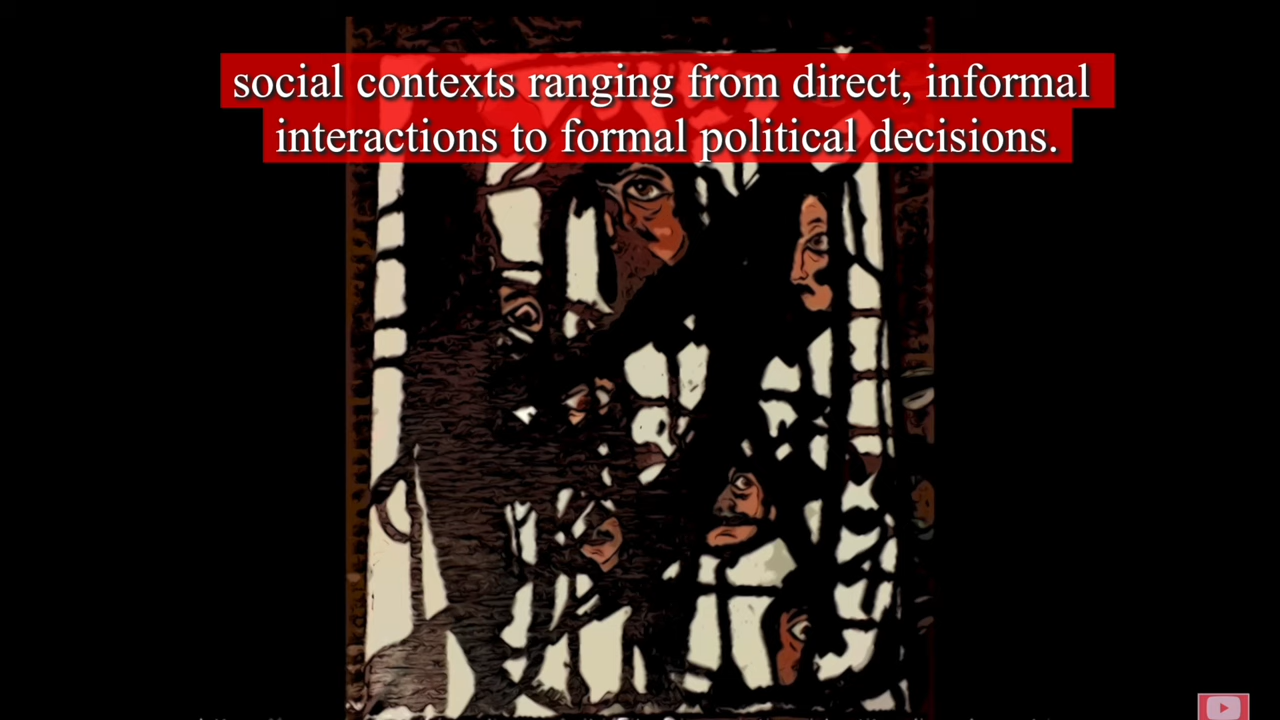 social contexts ranging from direct, informal
interactions to formal political decisions.